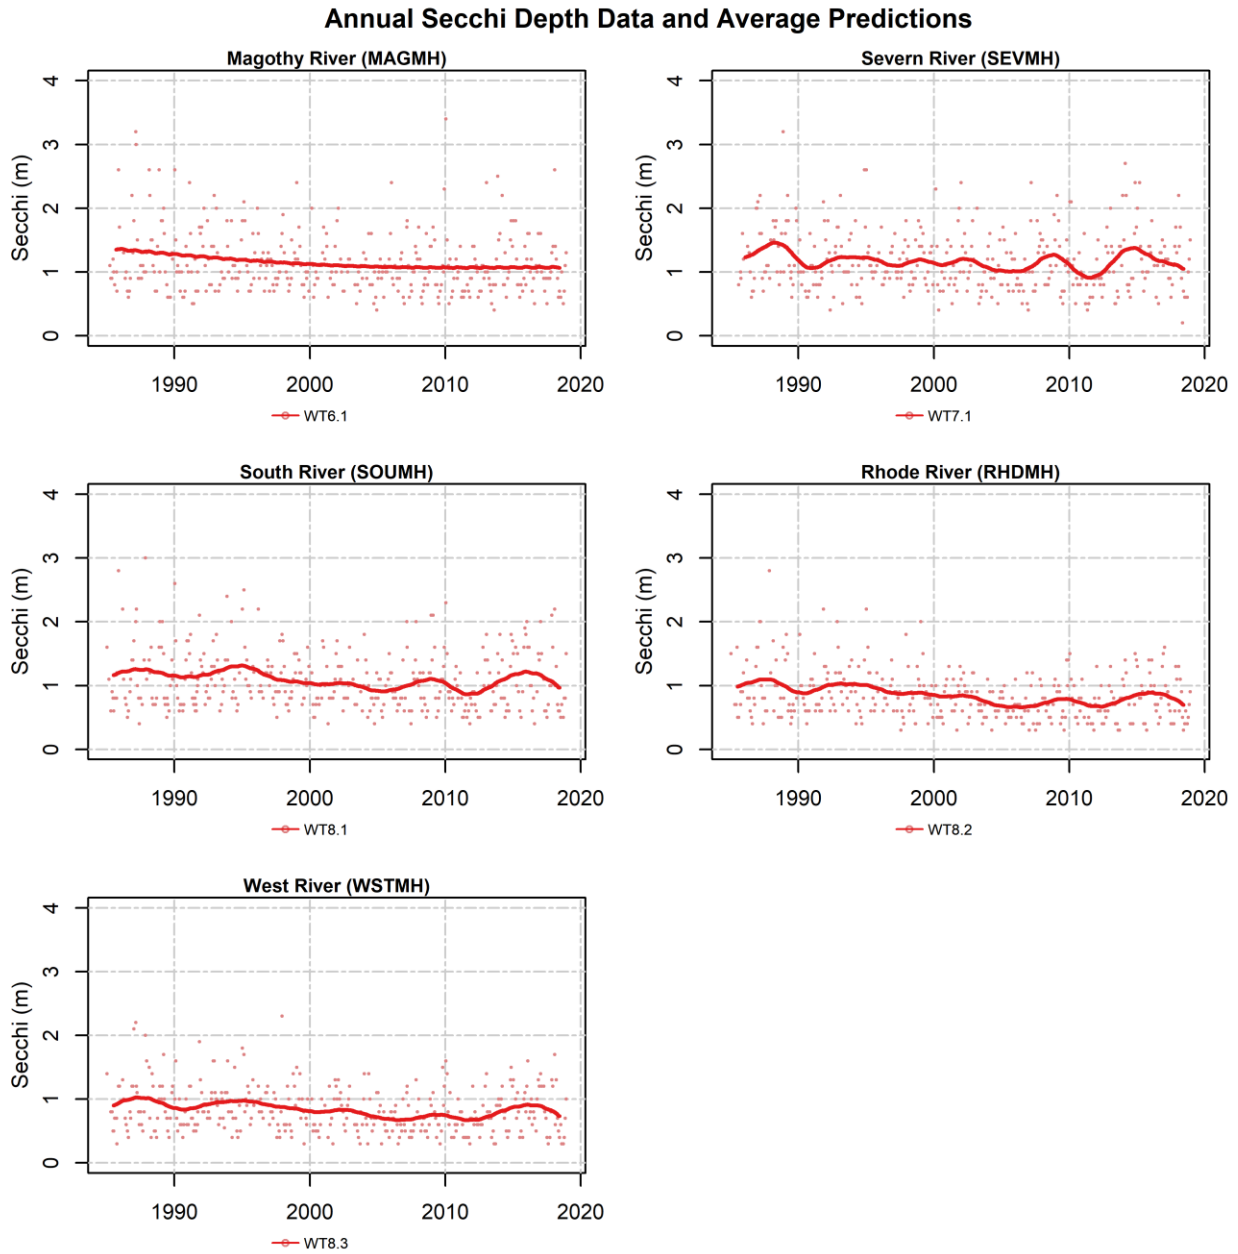 Annual Secchi Depth Data and Average Predictions
Magothy River (MAGMH)
Secchi (m)
4
3
2
1
0
1990 2000 2010 2020
WT6.1
Severn River (SEVMH)
Secchi (m)
4
3
2
1
0
1990 2000 2010 2020
WT7.1
South River (SOUMH)
Secchi (m)
4
3
2
1
0
1990 2000 2010 2020
WT8.1
Rhode River (RHDMH)
Secchi (m)
4
3
2
1
0
1990 2000 2010 2020
WT8.2
West River (WSTMH)
Secchi (m)
4
3
2
1
0
1990 2000 2010 2020
WT8.3